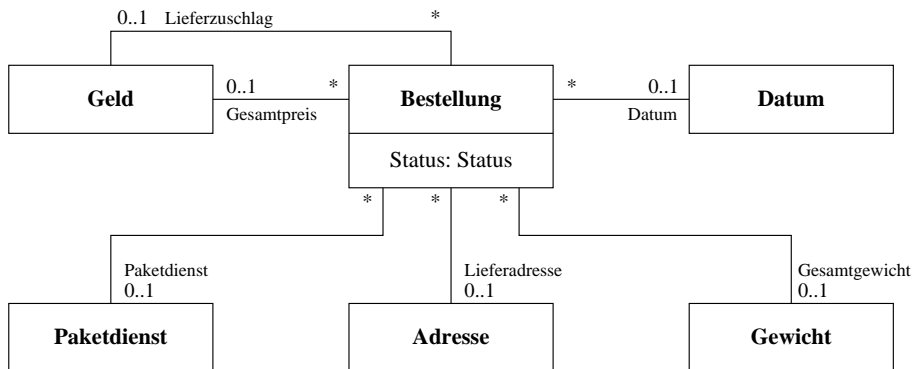 0..1 Lieferzuschlag *
Geld 0..1 * Bestellung * 0..1 Datum
Gesamtpreis Datum
Status: Status
* * *
Paketdienst Lieferadresse Gesamtgewicht
0..1 0..1 0..1
Paketdienst Adresse Gewicht